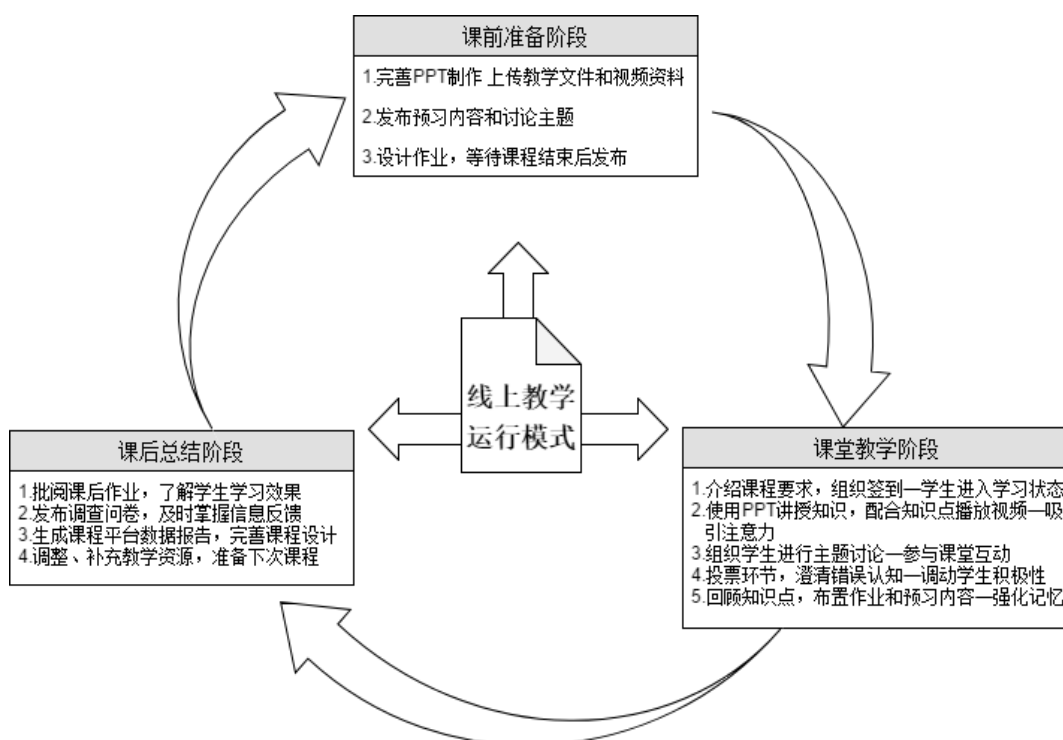 课前准备阶段
1.完善PPT制作 上传教学文件和视频资料
2.发布预习内容和讨论主题
3.设计作业，等待课程结束后发布
线上教学
运行模式
课后总结阶段
1.批阅课后作业，了解学生学习效果
2.发布调查问卷，及时掌握信息反馈
3.生成课程平台数据报告，完善课程设计
4.调整、补充教学资源，准备下次课程
课堂教学阶段
1.介绍课程要求，组织签到—学生进入学习状态
2.使用PPT讲授知识，配合知识点播放视频—吸
引注意力
3.组织学生进行主题讨论—参与课堂互动
4.投票环节，澄清错误认知—调动学生积极性
5.回顾知识点，布置作业和预习内容—强化记忆